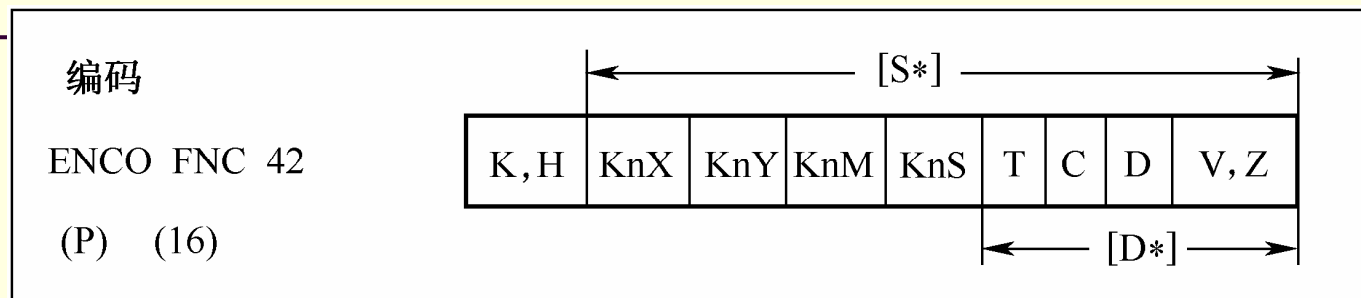 编码
[S*]
ENCO FNC 42
K,H KnX KnY KnM KnS T C D V,Z
(P) (16)
[D*]